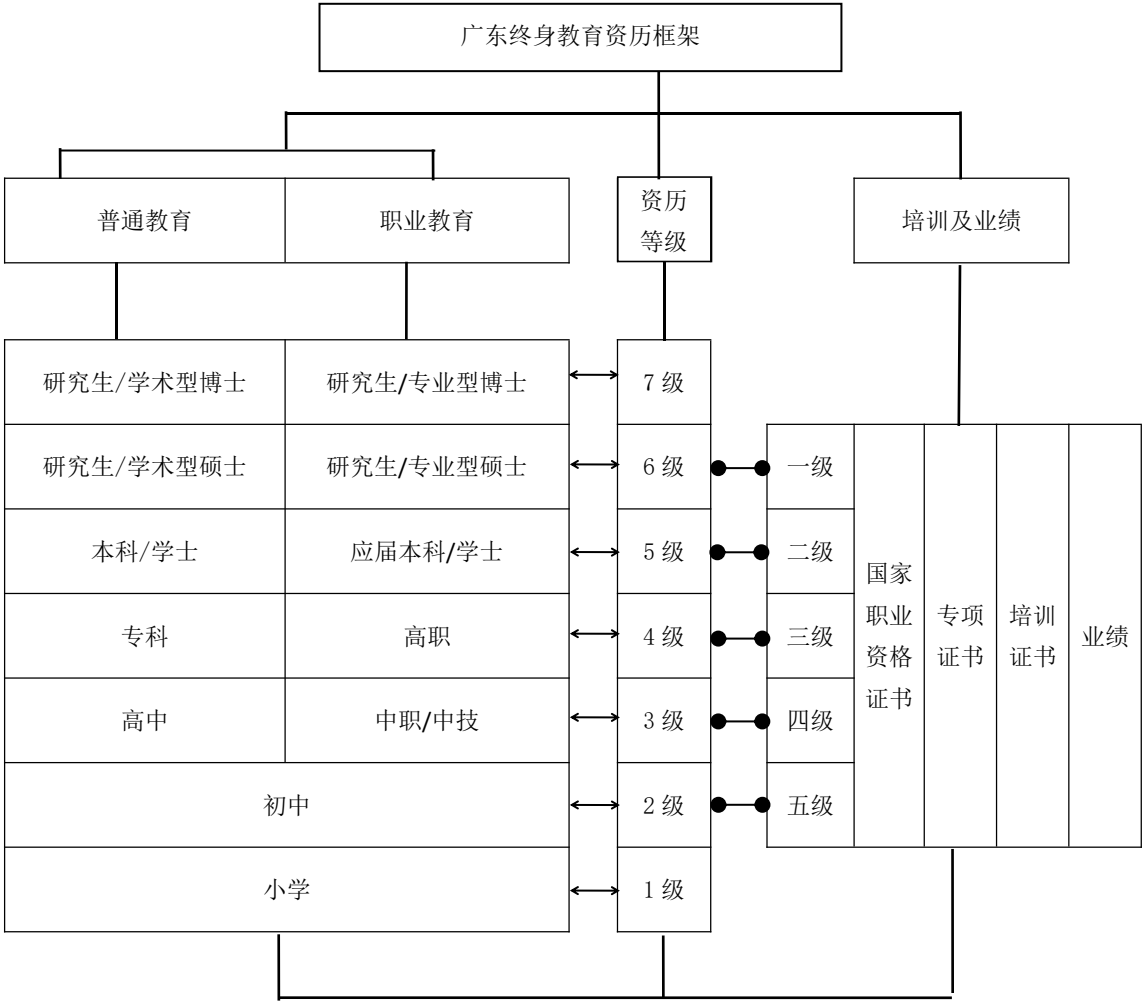 广东终身教育资历框架
普通教育
职业教育
资历
等级
培训及业绩
研究生/学术型博士
研究生/专业型博士
7 级
研究生/学术型硕士
研究生/专业型硕士
6 级
一级
本科/学士
应届本科/学士
5 级
二级
专科
高职
4 级
三级
高中
中职/中技
3 级
四级
初中
2 级
五级
小学
1 级
国家
职业
资格
证书
专项
证书
培训
证书
业绩